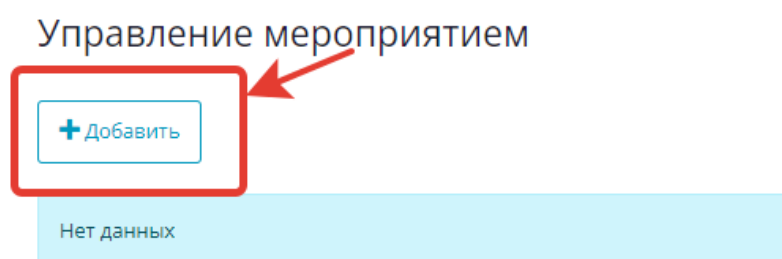 Управление мероприятием
Добавить
Нет данных